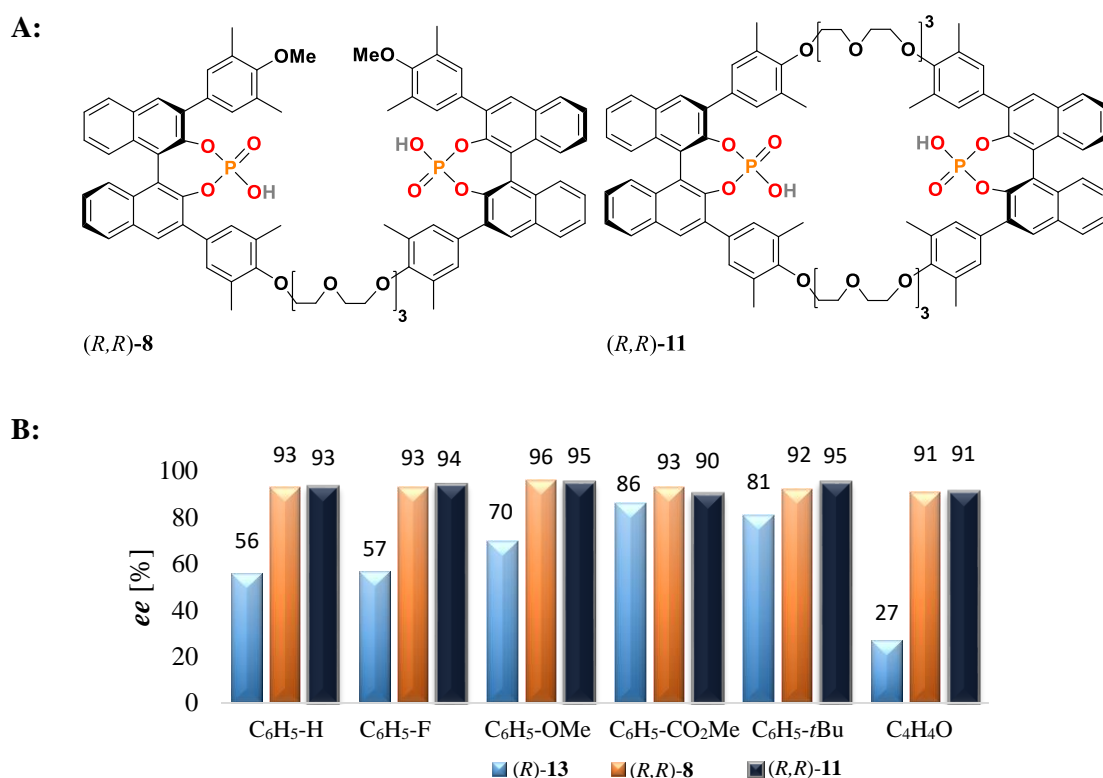 A:
OMe
MeO
O
O
P
O
OH
HO
O
P
O
O
O
O
O
O
3
(R,R)-8
O
O
O
O
3
O
O
P
O
OH
HO
O
P
O
O
O
O
O
O
3
(R,R)-11
B:
ee [%]
100
80
60
40
20
0
56 93 93
57 93 94
70 96 95
86 93 90
81 92 95
27 91 91
C₆H₅-H C₆H₅-F C₆H₅-OMe C₆H₅-CO₂Me C₆H₅-tBu C₄H₄O
(R)-13 (R,R)-8 (R,R)-11